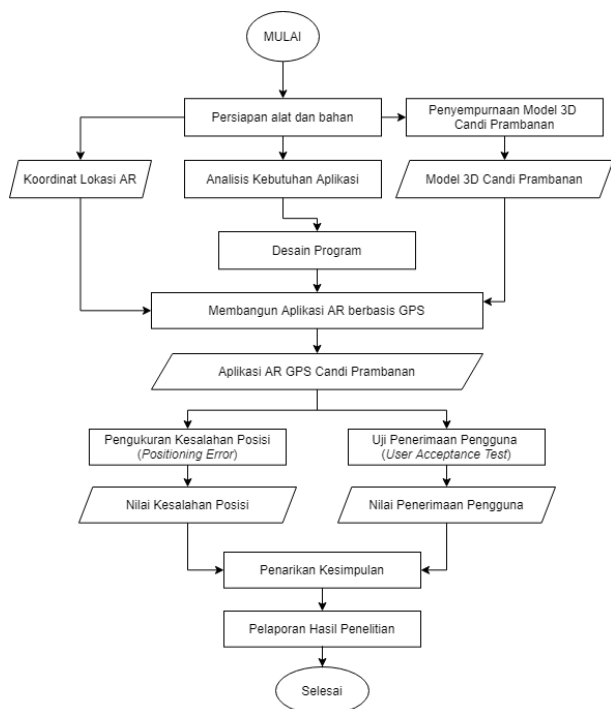 MULAI
Persiapan alat dan bahan
Penyempurnaan Model 3D
Candi Prambanan
Koordinat Lokasi AR
Analisis Kebutuhan Aplikasi
Model 3D Candi Prambanan
Desain Program
Membangun Aplikasi AR berbasis GPS
Aplikasi AR GPS Candi Prambanan
Pengukuran Kesalahan Posisi
(Positioning Error)
Uji Penerimaan Pengguna
(User Acceptance Test)
Nilai Kesalahan Posisi
Nilai Penerimaan Pengguna
Penarikan Kesimpulan
Pelaporan Hasil Penelitian
Selesai